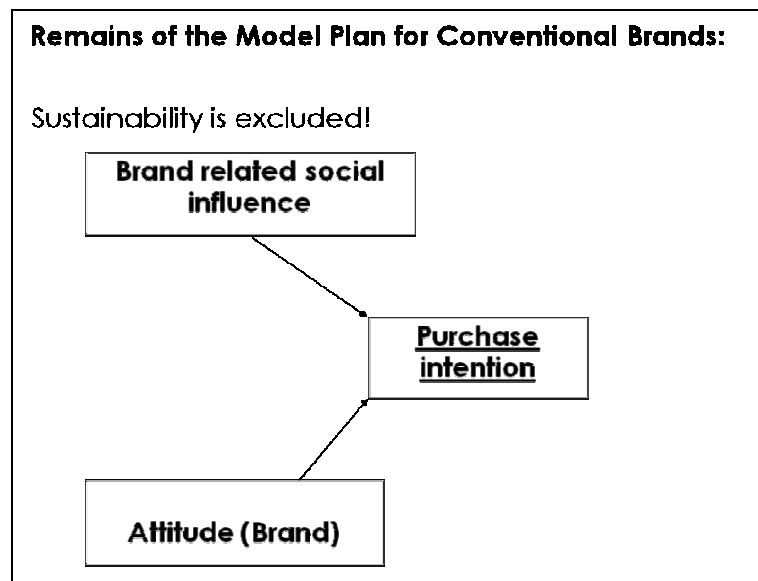 Remains of the Model Plan for Conventional Brands:
Sustainability is excluded!
Brand related social
influence
Purchase
intention
Attitude (Brand)